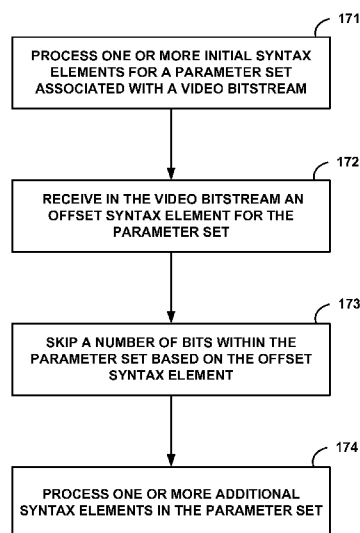 171
PROCESS ONE OR MORE INITIAL SYNTAX
ELEMENTS FOR A PARAMETER SET
ASSOCIATED WITH A VIDEO BITSTREAM
172
RECEIVE IN THE VIDEO BITSTREAM AN
OFFSET SYNTAX ELEMENT FOR THE
PARAMETER SET
173
SKIP A NUMBER OF BITS WITHIN THE
PARAMETER SET BASED ON THE OFFSET
SYNTAX ELEMENT
174
PROCESS ONE OR MORE ADDITIONAL
SYNTAX ELEMENTS IN THE PARAMETER SET